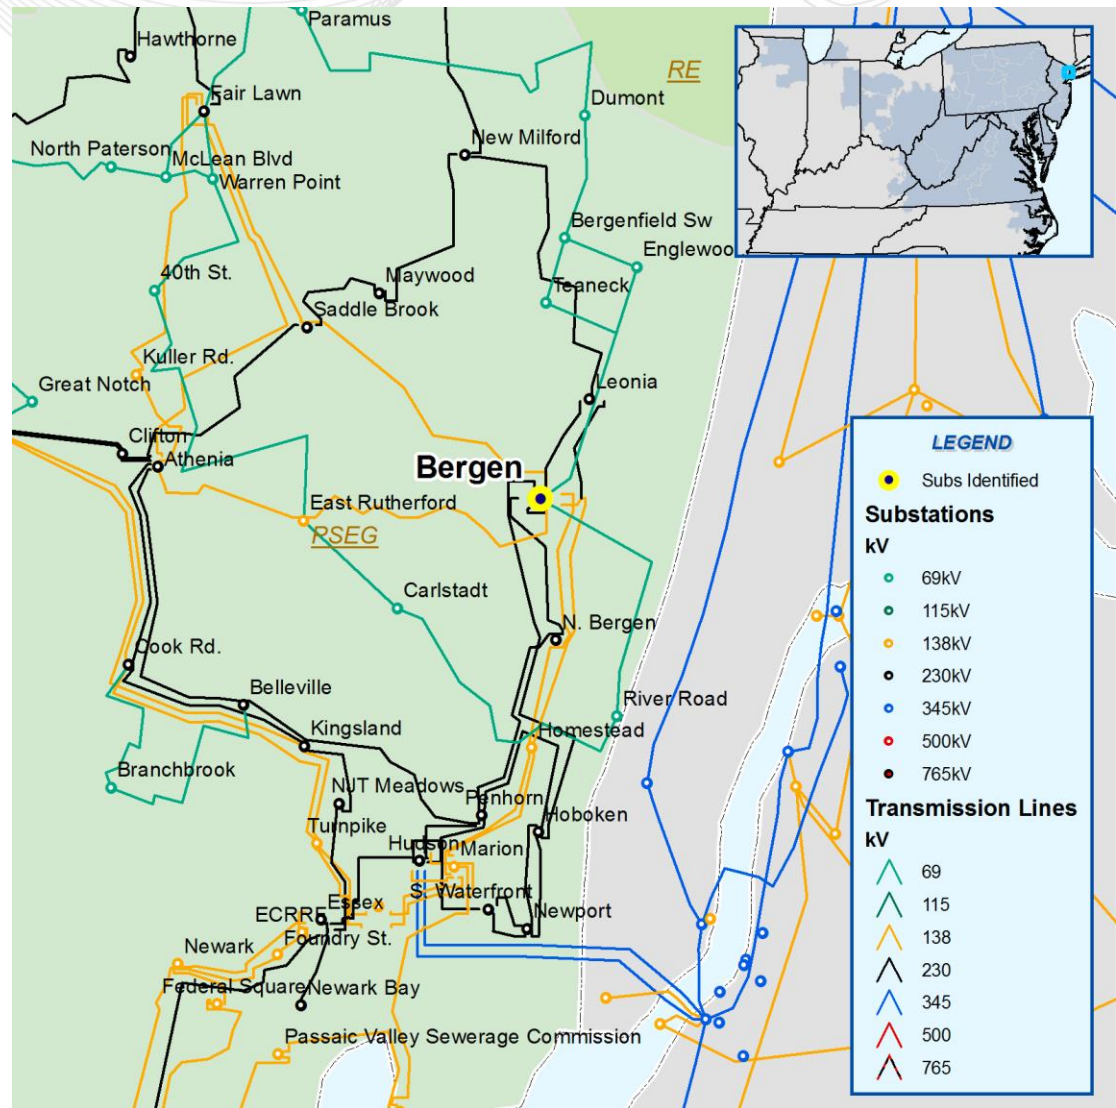 Paramus
Hawthorne
RE
Fair Lawn
Dumont
New Milford
North Paterson
McLean Blvd
Warren Point
Bergenfield Sw
Englewoo
40th St.
Maywood
Teaneck
Saddle Brook
Kuller Rd.
Great Notch
Leonia
Clifton
Athenia
Bergen
East Rutherford
PSEG
Carlstadt
N. Bergen
Cook Rd.
Belleville
River Road
Kingsland
Homestead
Branchbrook
NJT Meadows
Penhorn
Hoboken
Turnpike
Hudson
Marion
S. Waterfront
Essex
ECRRF
Newport
Foundry St.
Newark
Federal Square
Newark Bay
Passaic Valley Sewerage Commission
LEGEND
Subs Identified
Substations
kV
69kV
115kV
138kV
230kV
345kV
500kV
765kV
Transmission Lines
kV
69
115
138
230
345
500
765